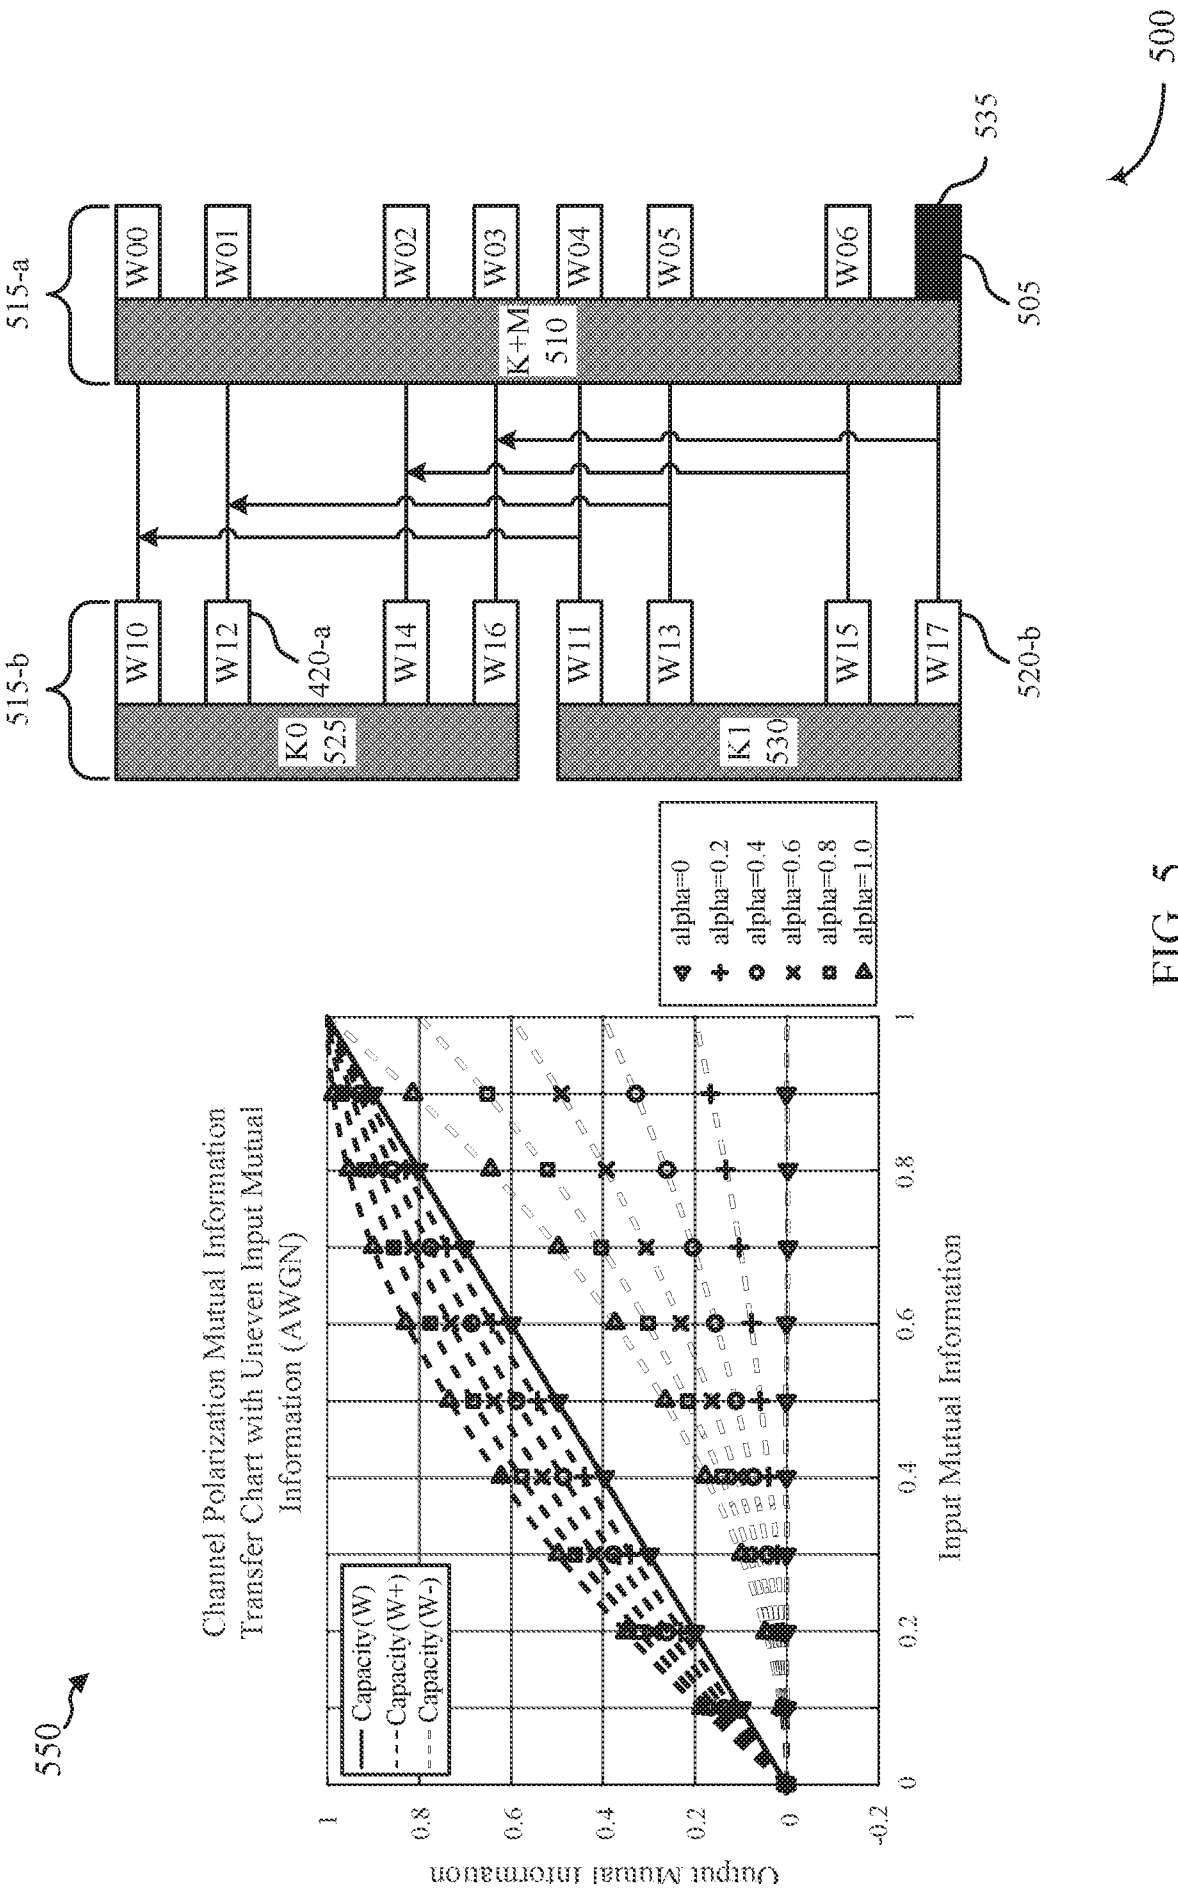 550
Channel Polarization Mutual Information
Transfer Chart with Uneven Input Mutual
Information (AWGN)
Capacity(W)
Capacity(W+)
Capacity(W-)
Output Mutual Information
1
0.8
0.6
0.4
0.2
0
-0.2
0
0.2
0.4
0.6
0.8
1
Input Mutual Information
alpha=0
alpha=0.2
alpha=0.4
alpha=0.6
alpha=0.8
alpha=1.0
515-b
515-a
K0
525
K1
530
W10
W12
W14
W16
W11
W13
W15
W17
420-a
520-b
K+M
510
W00
W01
W02
W03
W04
W05
W06
505
535
500
FIG. 5